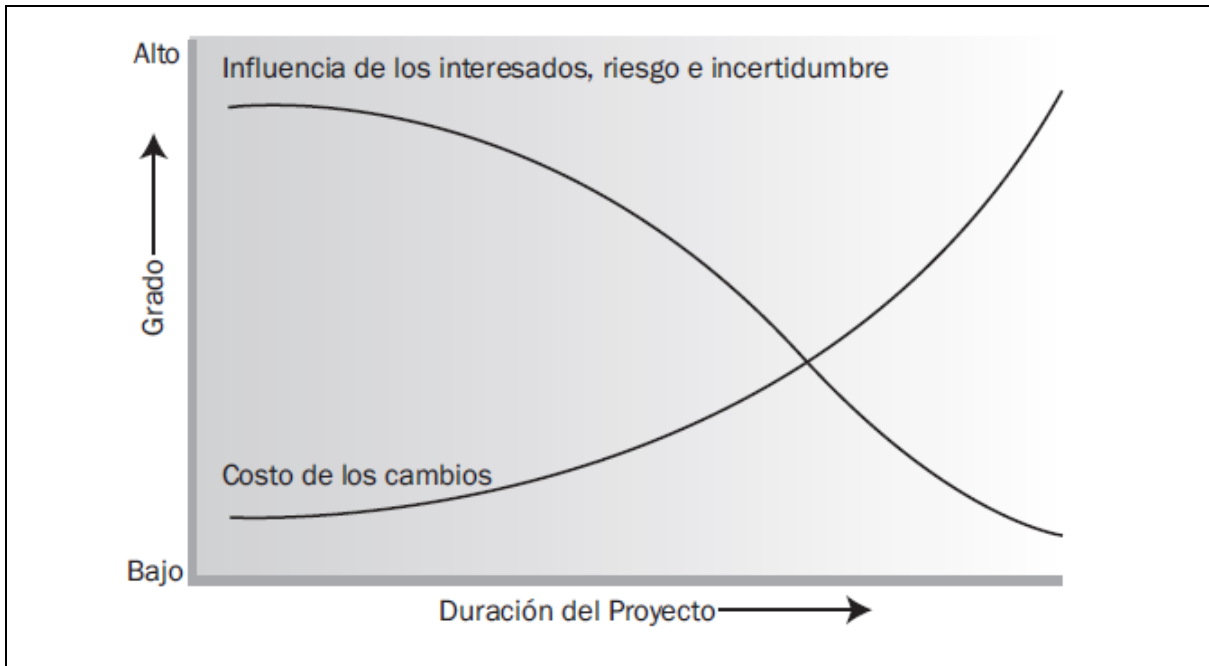 Alto
Influencia de los interesados, riesgo e incertidumbre
Grado
Costo de los cambios
Bajo
Duración del Proyecto